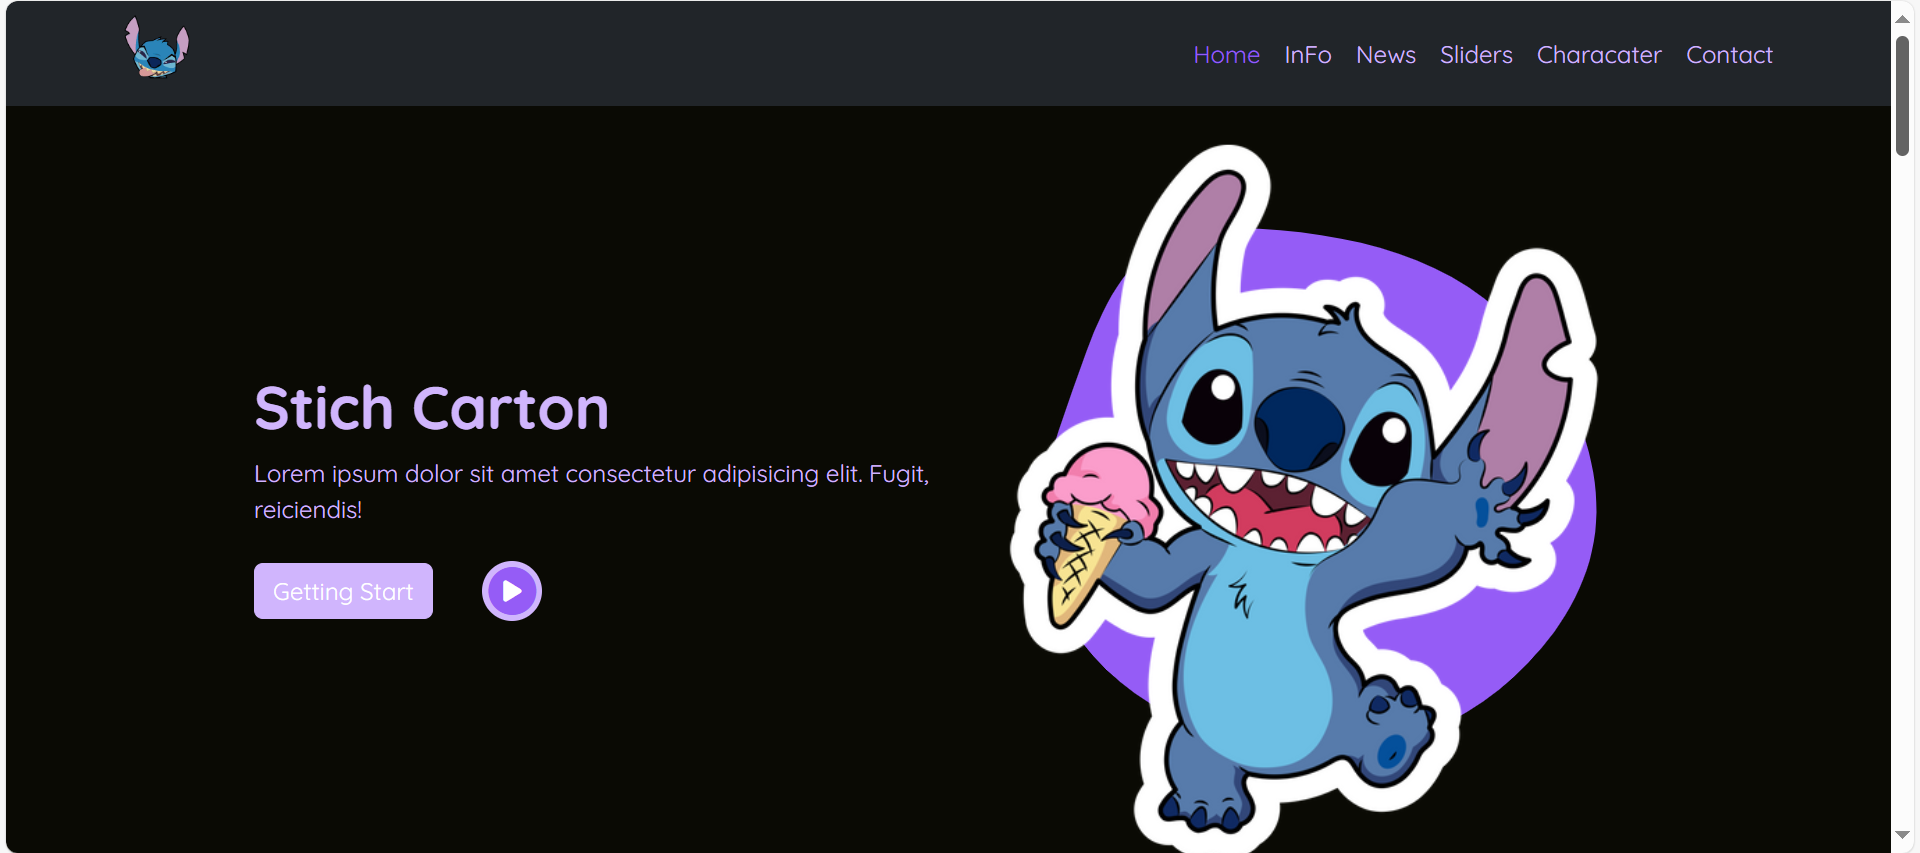 Home InFo News Sliders Characater Contact
Stich Carton
Lorem ipsum dolor sit amet consectetur adipisicing elit. Fugit,
reiciendis!
Getting Start